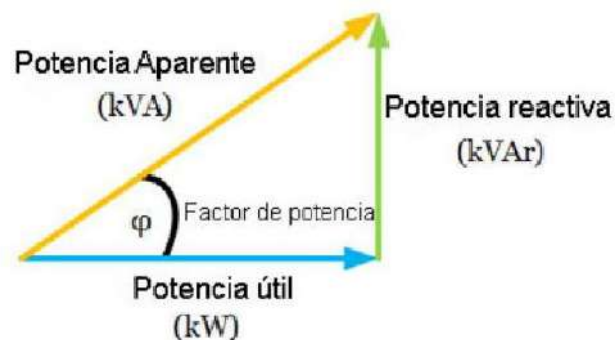 Potencia Aparente
(kVA)
Potencia reactiva
(kVAr)
φ
Factor de potencia
Potencia útil
(kW)